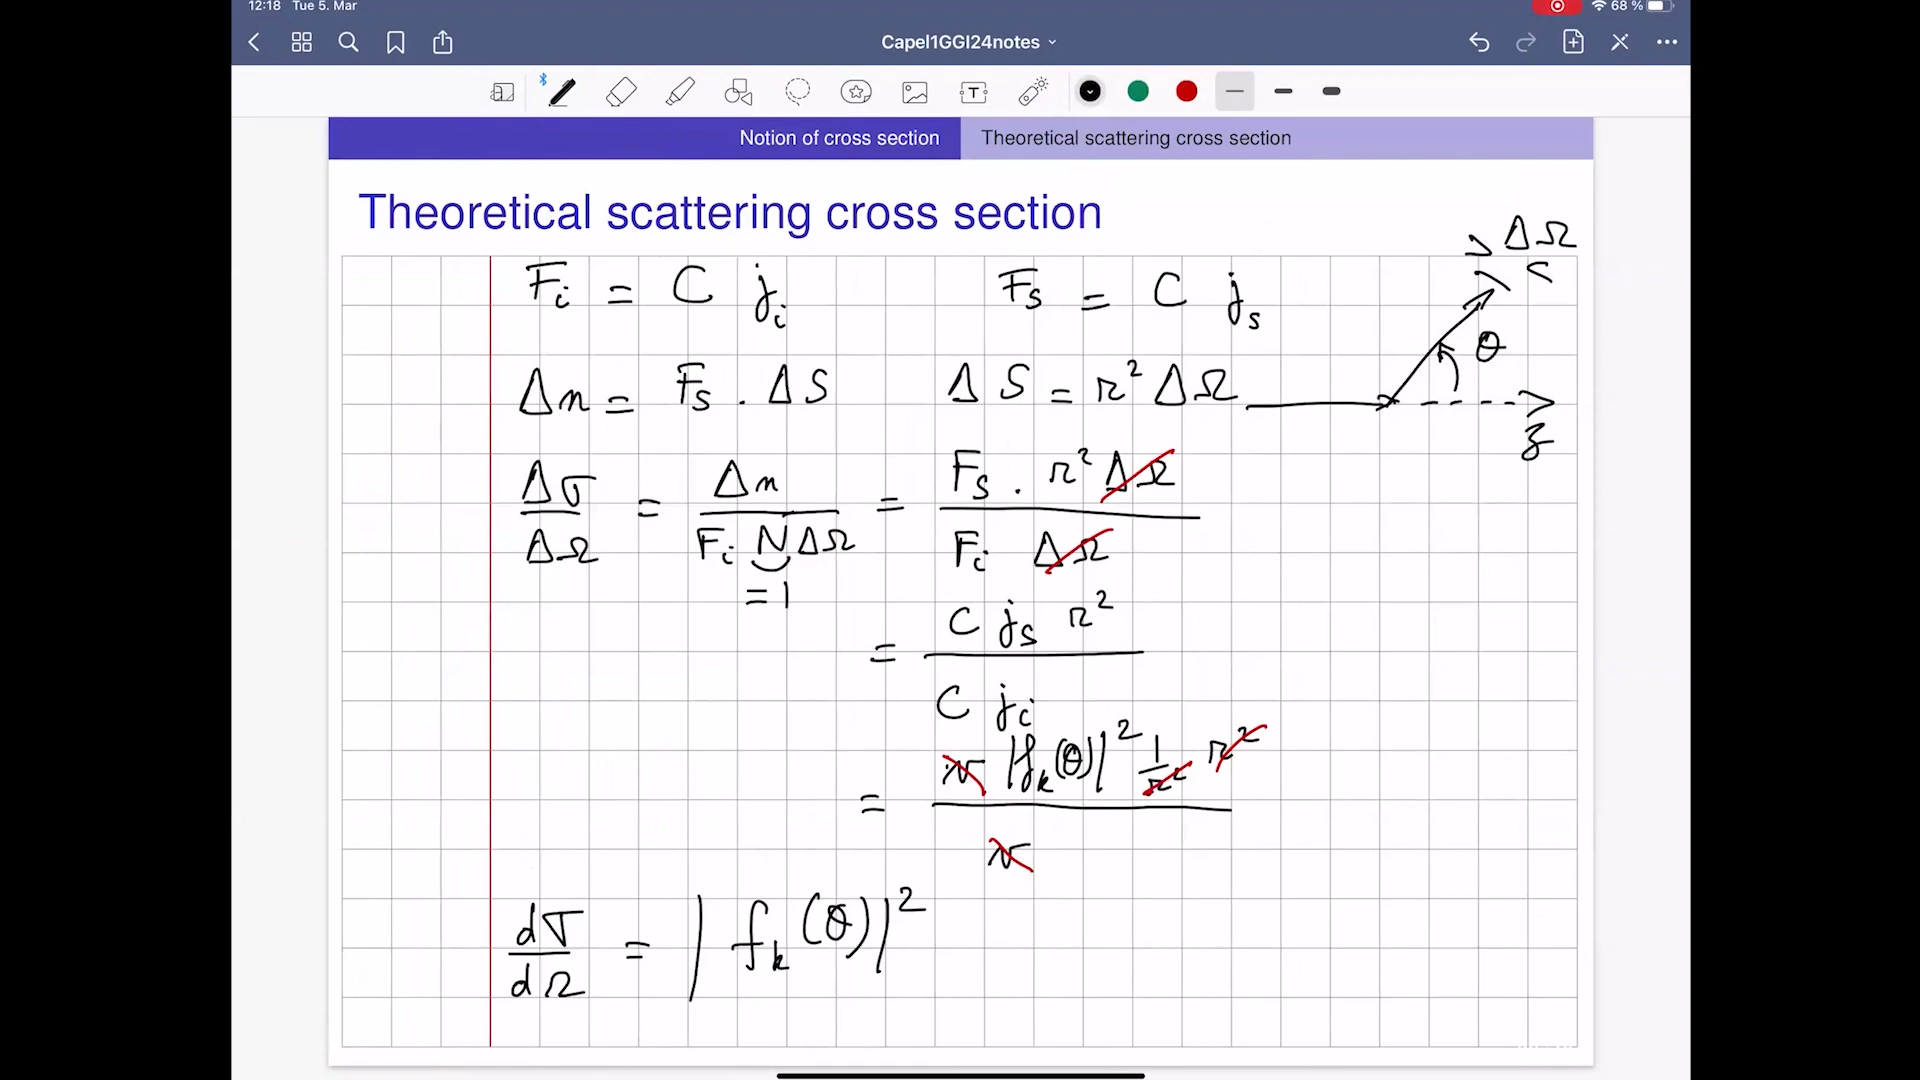 12:18 Tue 5. Mar
68 %
Capel1GGI24notes
T
Notion of cross section
Theoretical scattering cross section
Theoretical scattering cross section
F_i = C j_i
F_s = C j_s
ΔΩ
θ
z
Δn = F_s . ΔS
ΔS = r² ΔΩ
Δσ/ΔΩ = Δn / (F_i N ΔΩ) = F_s . r² ΔΩ / (F_i ΔΩ)
= 1
= C j_s r² / (C j_i)
= v |f_k(θ)|² 1/r² r² / v
dσ/dΩ = |f_k(θ)|²